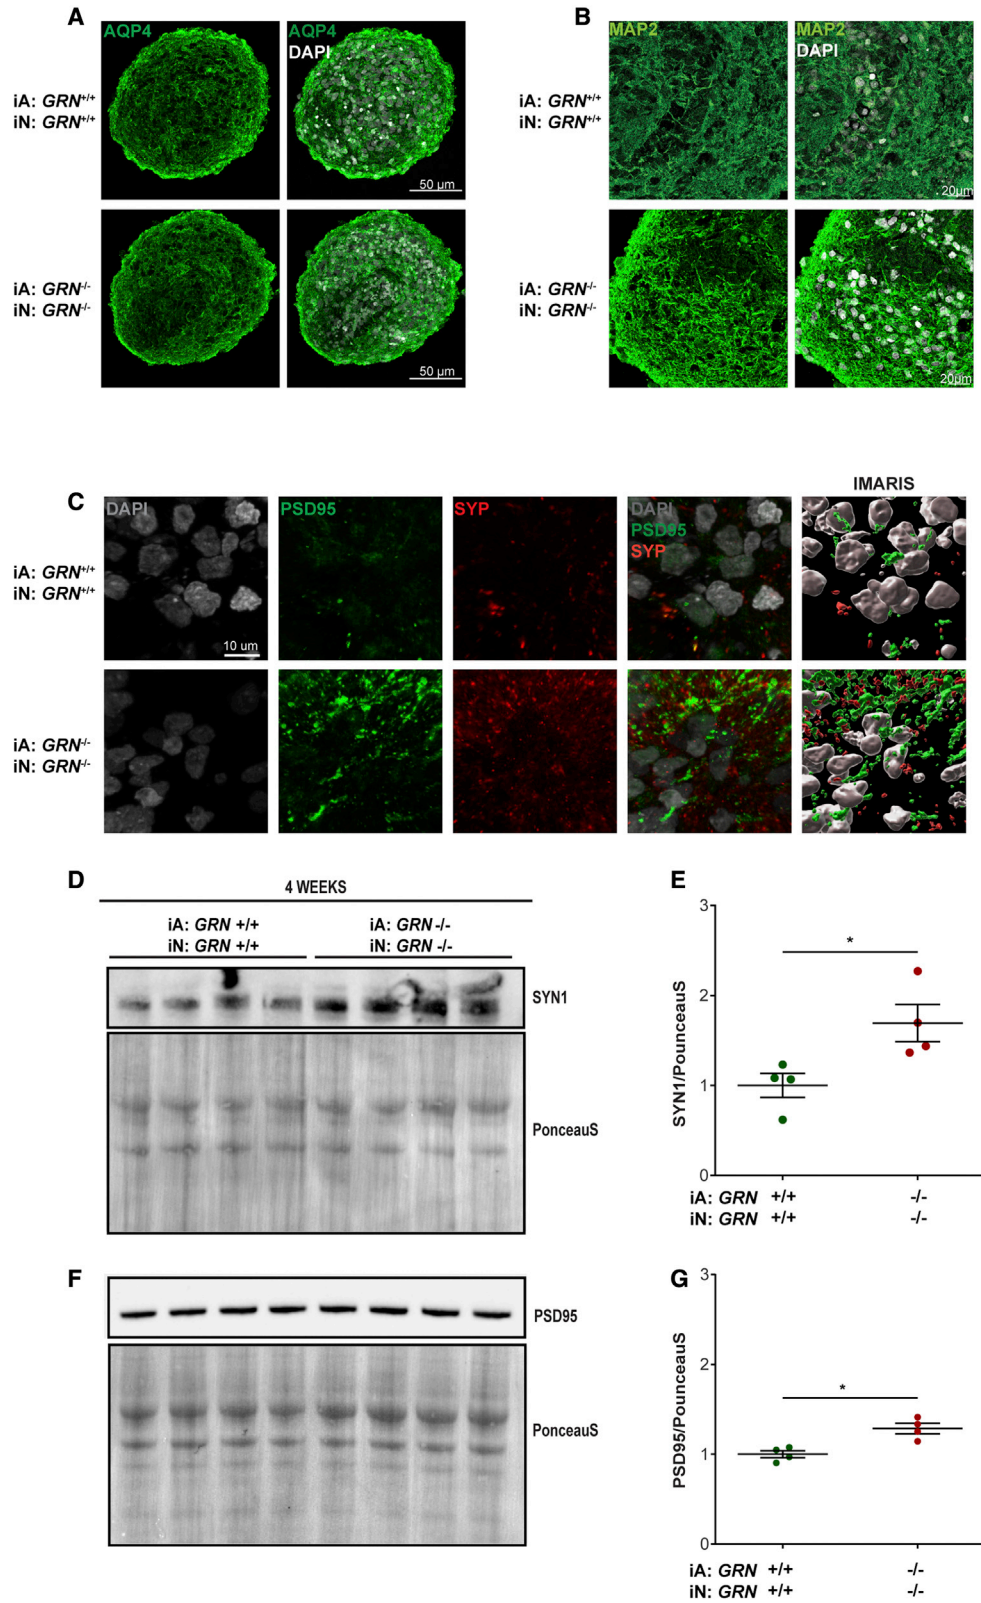 A
B
AQP4
AQP4
DAPI
MAP2
MAP2
DAPI
iA: GRN+/+
iN: GRN+/+
iA: GRN+/+
iN: GRN+/+
50 µm
20µm
iA: GRN-/-
iN: GRN-/-
iA: GRN-/-
iN: GRN-/-
50 µm
20µm
C
IMARIS
DAPI
PSD95
SYP
DAPI
PSD95
SYP
iA: GRN+/+
iN: GRN+/+
10 um
iA: GRN-/-
iN: GRN-/-
D
4 WEEKS
iA: GRN +/+
iN: GRN +/+
iA: GRN -/-
iN: GRN -/-
SYN1
PonceauS
E
3
2
1
0
SYN1/PounceauS
*
iA: GRN +/+ -/-
iN: GRN +/+ -/-
F
PSD95
PonceauS
G
3
2
1
0
PSD95/PounceauS
*
iA: GRN +/+ -/-
iN: GRN +/+ -/-